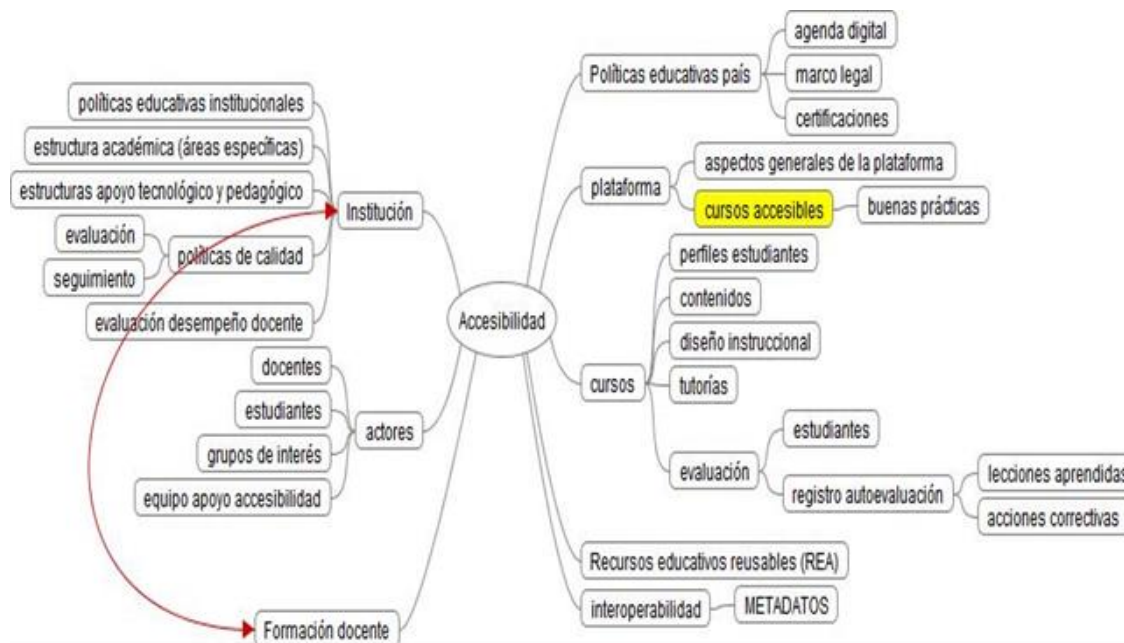 Accesibilidad
Institución
políticas educativas institucionales
estructura académica (áreas específicas)
estructuras apoyo tecnológico y pedagógico
políticas de calidad
evaluación
seguimiento
evaluación desempeño docente
actores
docentes
estudiantes
grupos de interés
equipo apoyo accesibilidad
Formación docente
Políticas educativas país
agenda digital
marco legal
certificaciones
plataforma
aspectos generales de la plataforma
cursos accesibles
buenas prácticas
cursos
perfiles estudiantes
contenidos
diseño instruccional
tutorías
evaluación
estudiantes
registro autoevaluación
lecciones aprendidas
acciones correctivas
Recursos educativos reusables (REA)
interoperabilidad
METADATOS